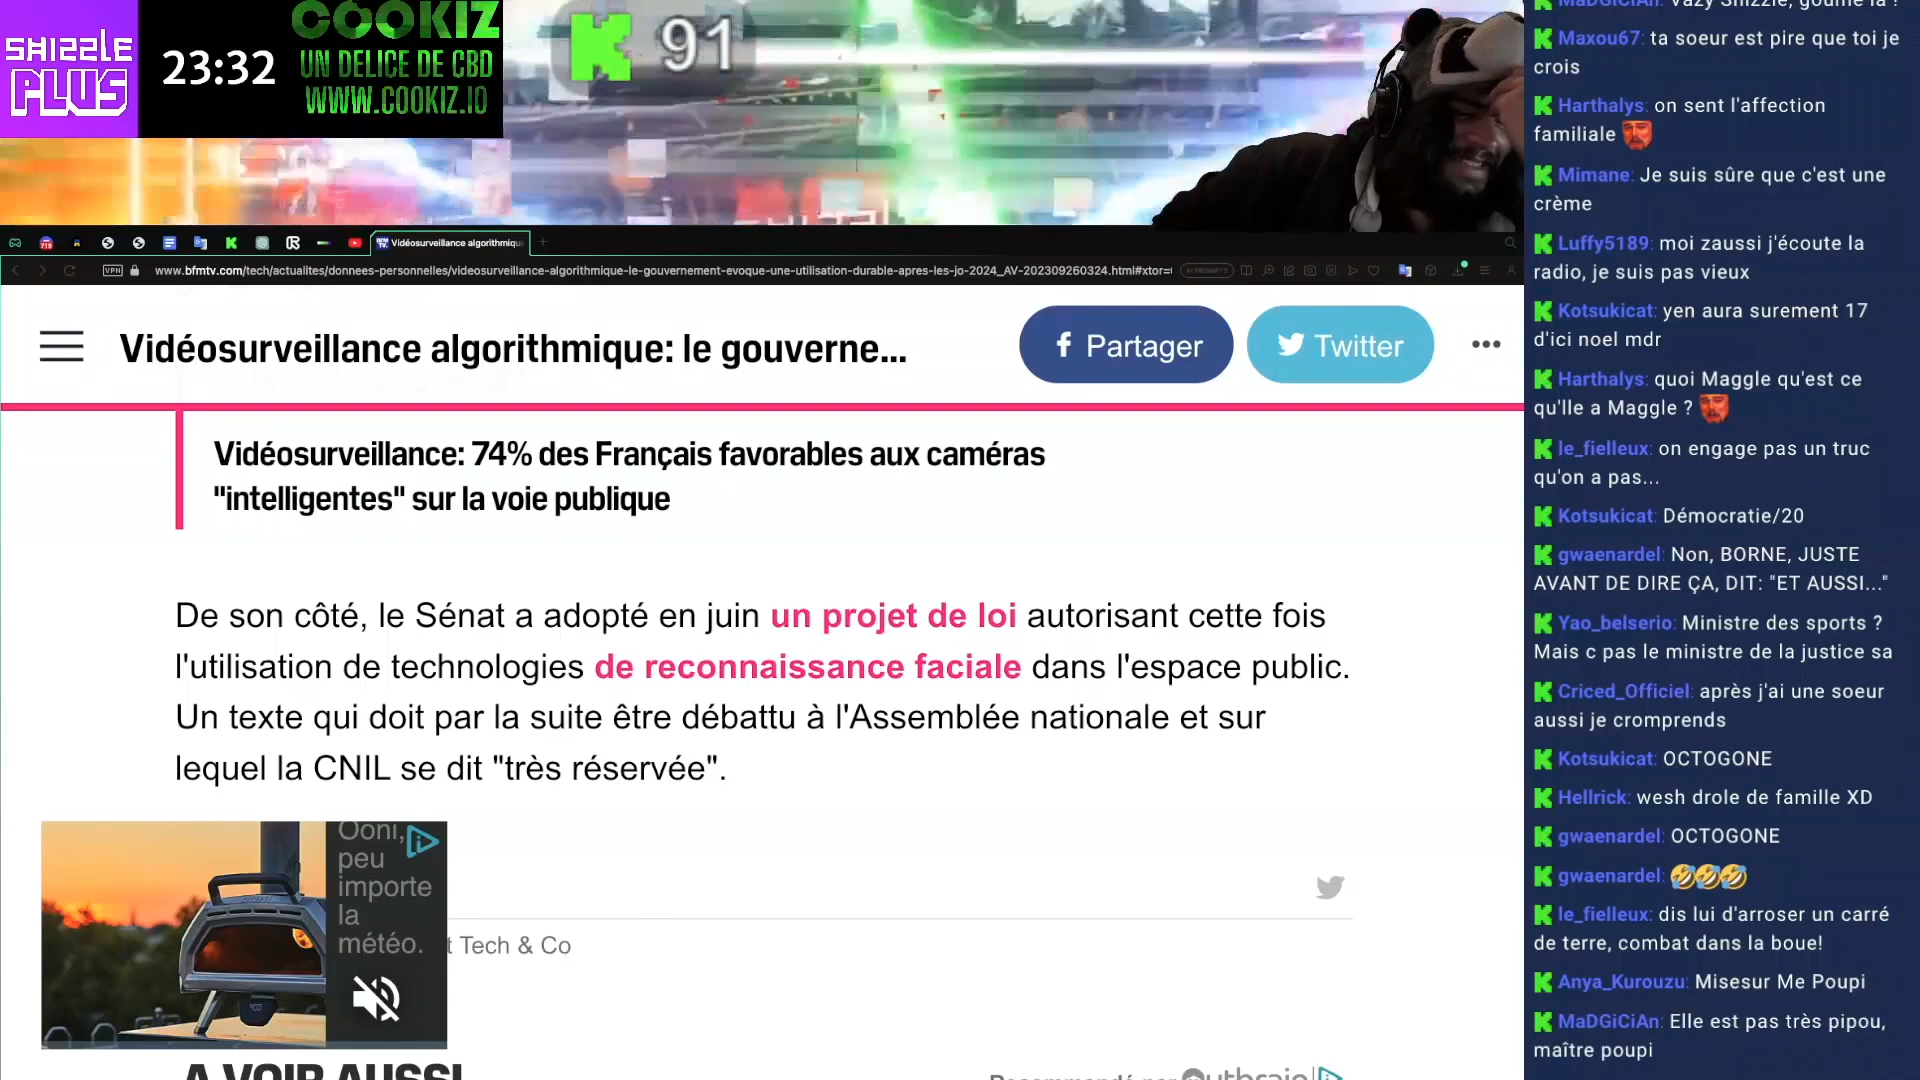 SHIZZLE
PLUS
23:32
COOKIZ
UN DELICE DE CBD
WWW.COOKIZ.IO
91
Vidéosurveillance algorithmiqu
VPN
www.bfmtv.com/tech/actualites/donnees-personnelles/videosurveillance-algorithmique-le-gouvernement-evoque-une-utilisation-durable-apres-les-jo-2024_AV-202309260324.html#xtor=
Vidéosurveillance algorithmique: le gouverne...
Partager
Twitter
Vidéosurveillance: 74% des Français favorables aux caméras
"intelligentes" sur la voie publique
De son côté, le Sénat a adopté en juin un projet de loi autorisant cette fois
l'utilisation de technologies de reconnaissance faciale dans l'espace public.
Un texte qui doit par la suite être débattu à l'Assemblée nationale et sur
lequel la CNIL se dit "très réservée".
Ooni,
peu
importe
la
météo.
t Tech & Co
A VOIR AUSSI
Recommandé par Outbrain
MaDGiCiAn: Vazy Shizzle, goume la !
Maxou67: ta soeur est pire que toi je
crois
Harthalys: on sent l'affection
familiale
Mimane: Je suis sûre que c'est une
crème
Luffy5189: moi zaussi j'écoute la
radio, je suis pas vieux
Kotsukicat: yen aura surement 17
d'ici noel mdr
Harthalys: quoi Maggle qu'est ce
qu'lle a Maggle ?
le_fielleux: on engage pas un truc
qu'on a pas...
Kotsukicat: Démocratie/20
gwaenardel: Non, BORNE, JUSTE
AVANT DE DIRE ÇA, DIT: "ET AUSSI..."
Yao_belserio: Ministre des sports ?
Mais c pas le ministre de la justice sa
Criced_Officiel: après j'ai une soeur
aussi je cromprends
Kotsukicat: OCTOGONE
Hellrick: wesh drole de famille XD
gwaenardel: OCTOGONE
gwaenardel: 🤣🤣🤣
le_fielleux: dis lui d'arroser un carré
de terre, combat dans la boue!
Anya_Kurouzu: Misesur Me Poupi
MaDGiCiAn: Elle est pas très pipou,
maître poupi